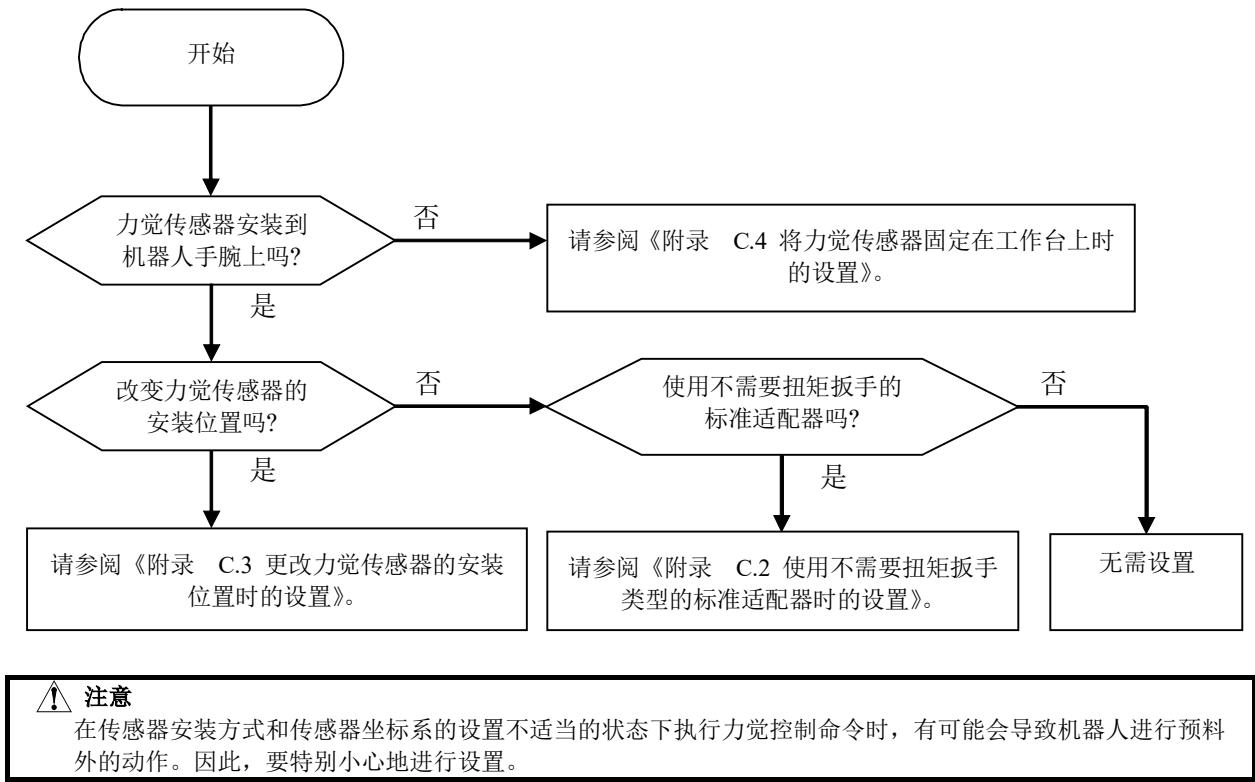 开始
力觉传感器安装到
机器人手腕上吗?
否
请参阅《附录 C.4 将力觉传感器固定在工作台上时
的设置》。
是
改变力觉传感器的
安装位置吗?
否
使用不需要扭矩扳手的
标准适配器吗?
否
是
是
请参阅《附录 C.3 更改力觉传感器的安装
位置时的设置》。
请参阅《附录 C.2 使用不需要扭矩扳手
类型的标准适配器时的设置》。
无需设置
注意
在传感器安装方式和传感器坐标系的设置不适当的状态下执行力觉控制命令时，有可能会导致机器人进行预料
外的动作。因此，要特别小心地进行设置。